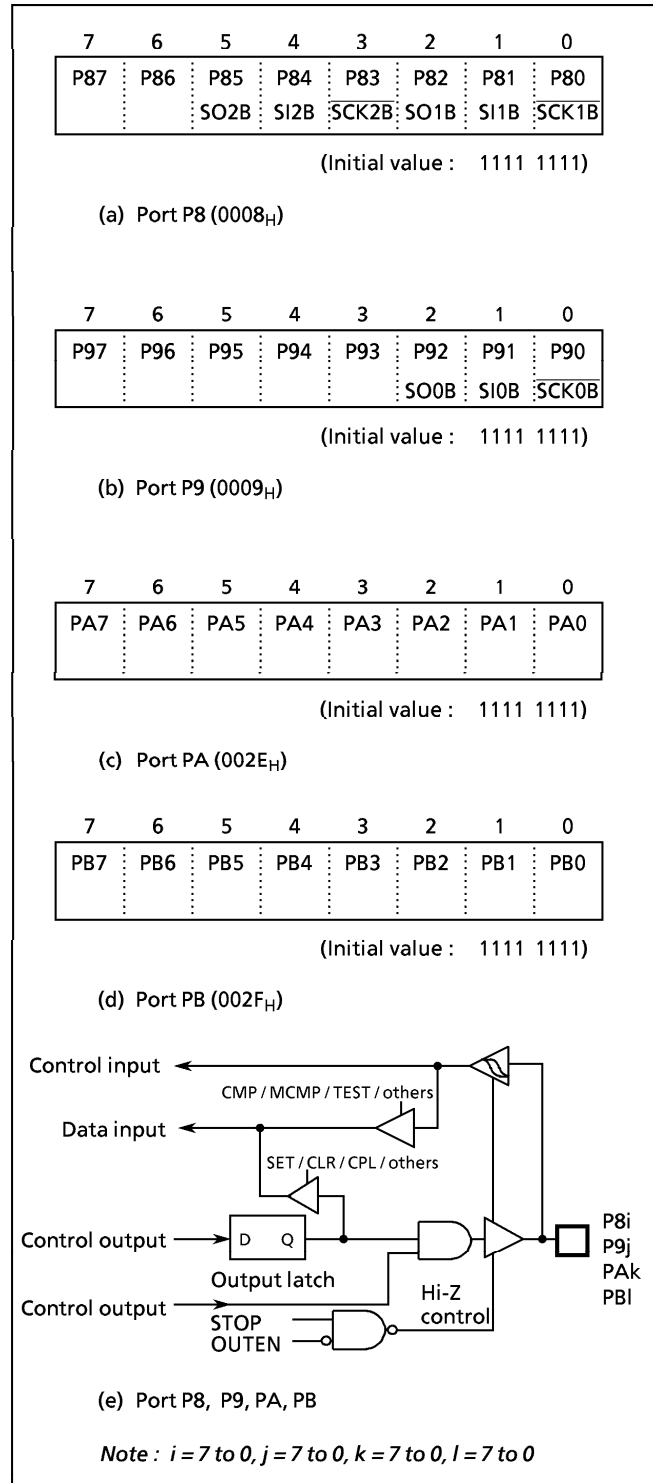 7 6 5 4 3 2 1 0
P87 P86 P85 P84 P83 P82 P81 P80
SO2B SI2B SCK2B SO1B SI1B SCK1B
(Initial value : 1111 1111)
(a) Port P8 (0008H)
7 6 5 4 3 2 1 0
P97 P96 P95 P94 P93 P92 P91 P90
SO0B SI0B SCK0B
(Initial value : 1111 1111)
(b) Port P9 (0009H)
7 6 5 4 3 2 1 0
PA7 PA6 PA5 PA4 PA3 PA2 PA1 PA0
(Initial value : 1111 1111)
(c) Port PA (002EH)
7 6 5 4 3 2 1 0
PB7 PB6 PB5 PB4 PB3 PB2 PB1 PB0
(Initial value : 1111 1111)
(d) Port PB (002FH)
Control input
CMP / MCMP / TEST / others
Data input
SET / CLR / CPL / others
Control output
D Q
Output latch
P8i
P9j
PAk
PBl
Control output
Hi-Z
control
STOP
OUTEN
(e) Port P8, P9, PA, PB
Note : i = 7 to 0, j = 7 to 0, k = 7 to 0, l = 7 to 0